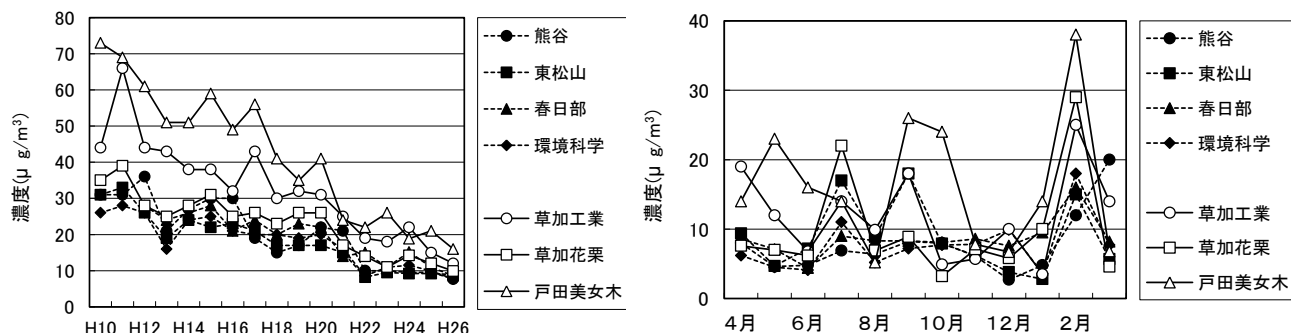 80
70
60
50
40
30
20
10
0
濃度(μ g/m³)
H10 H12 H14 H16 H18 H20 H22 H24 H26
熊谷
東松山
春日部
環境科学
草加工業
草加花栗
戸田美女木
40
30
20
10
0
濃度(μ g/m³)
4月 6月 8月 10月 12月 2月
熊谷
東松山
春日部
環境科学
草加工業
草加花栗
戸田美女木